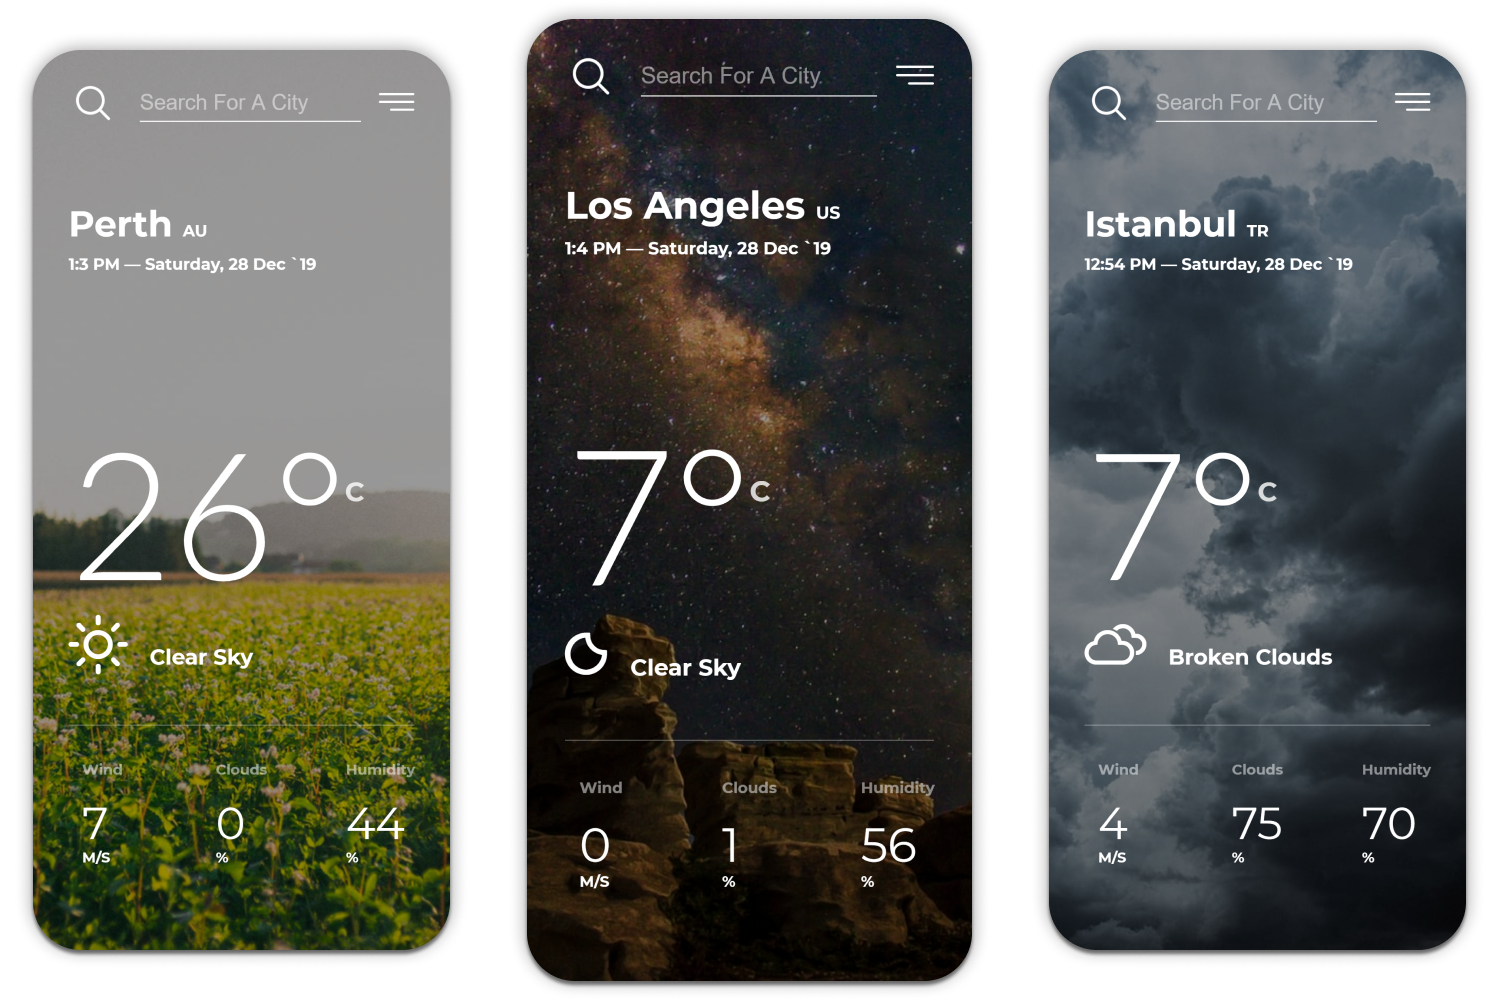 Search For A City
Perth AU
1:3 PM — Saturday, 28 Dec `19
26°c
Clear Sky
Wind Clouds Humidity
7 0 44
M/S % %
Search For A City
Los Angeles US
1:4 PM — Saturday, 28 Dec `19
7°c
Clear Sky
Wind Clouds Humidity
0 1 56
M/S % %
Search For A City
Istanbul TR
12:54 PM — Saturday, 28 Dec `19
7°c
Broken Clouds
Wind Clouds Humidity
4 75 70
M/S % %